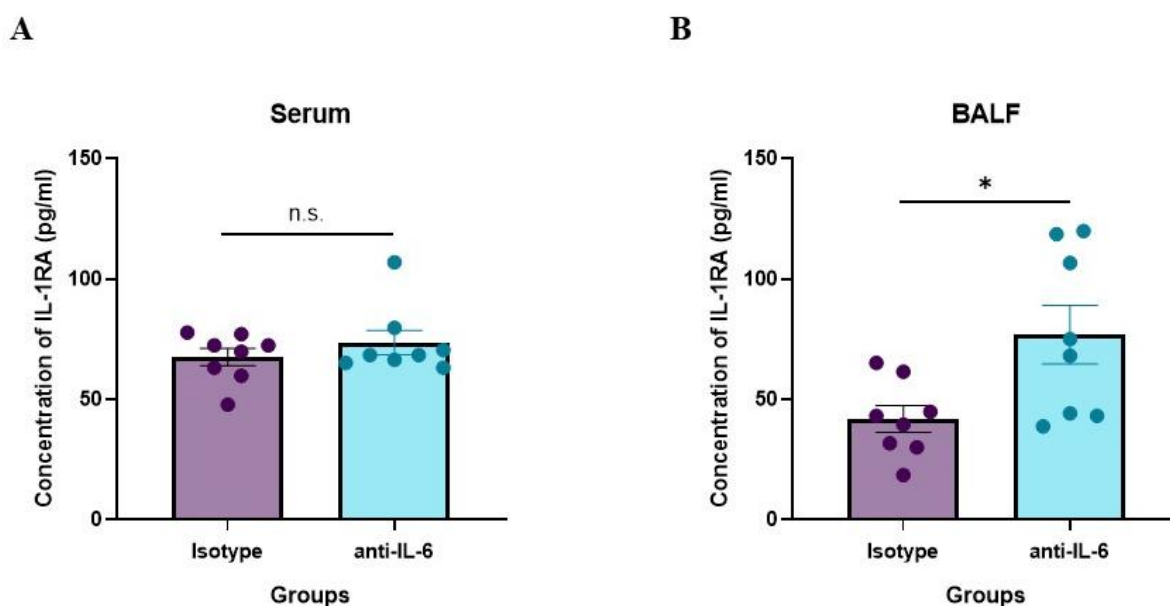 A
Serum
Concentration of IL-1RA (pg/ml)
150
100
50
0
n.s.
Isotype
anti-IL-6
Groups
B
BALF
Concentration of IL-1RA (pg/ml)
150
100
50
0
*
Isotype
anti-IL-6
Groups